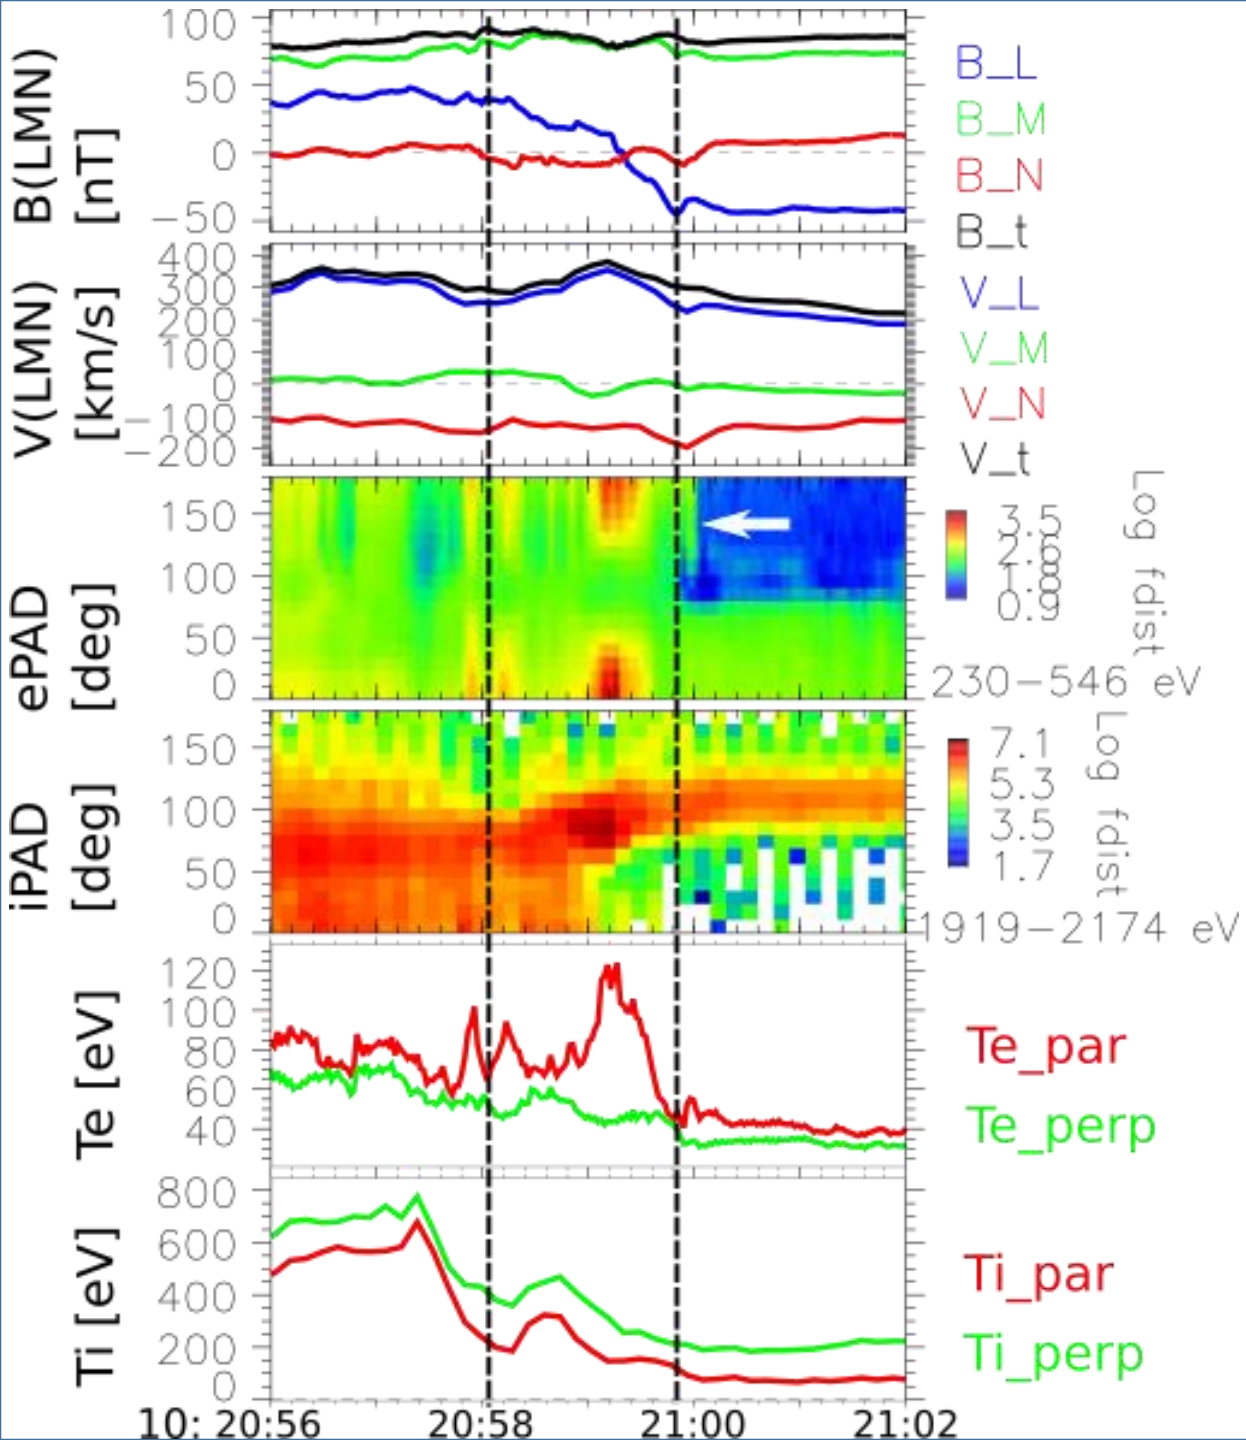 B(LMN)
[nT]
100
50
0
−50
B_L
B_M
B_N
B_t
V(LMN)
[km/s]
400
300
200
100
0
−100
−200
V_L
V_M
V_N
V_t
ePAD
[deg]
150
100
50
0
3.5
0.9
Log fdist
230−546 eV
iPAD
[deg]
150
100
50
0
7.1
5.3
3.5
1.7
Log fdist
1919−2174 eV
Te [eV]
120
100
80
60
40
Te_par
Te_perp
Ti [eV]
800
600
400
200
0
Ti_par
Ti_perp
10: 20:56
20:58
21:00
21:02